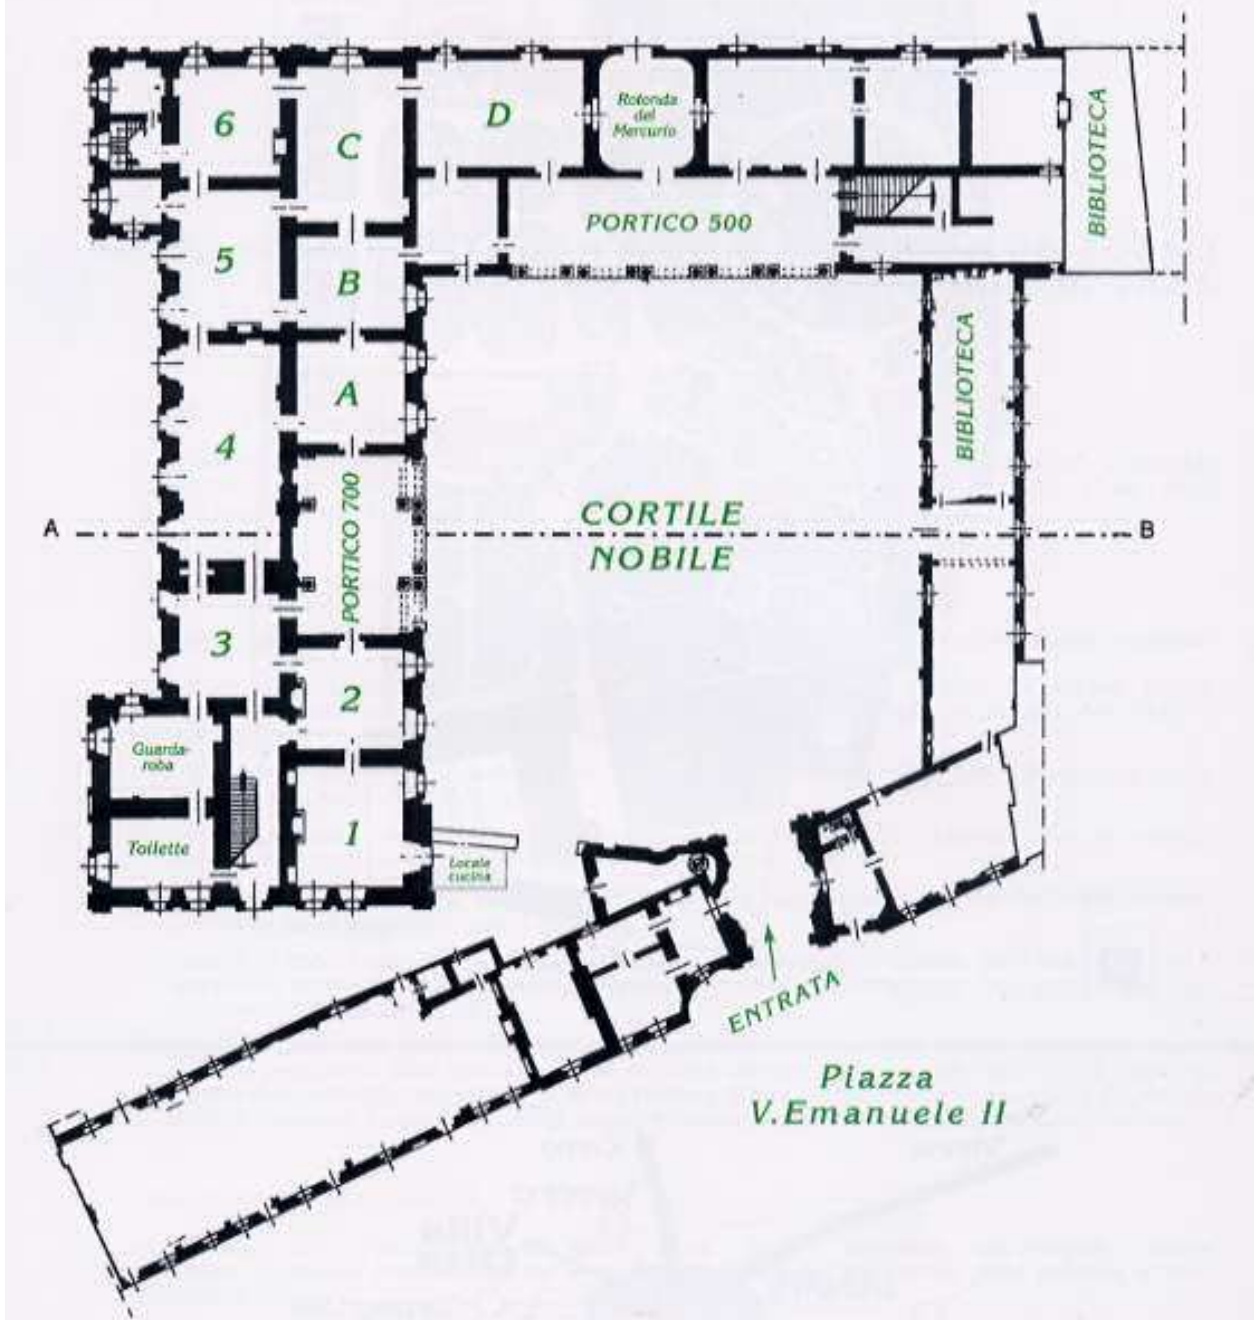 6
C
D
Rotonda
del
Mercurio
BIBLIOTECA
5
B
PORTICO 500
A
4
BIBLIOTECA
PORTICO 700
A
CORTILE
NOBILE
B
3
2
Guarda-
roba
1
Toilette
Locale
cucina
ENTRATA
Piazza
V.Emanuele II